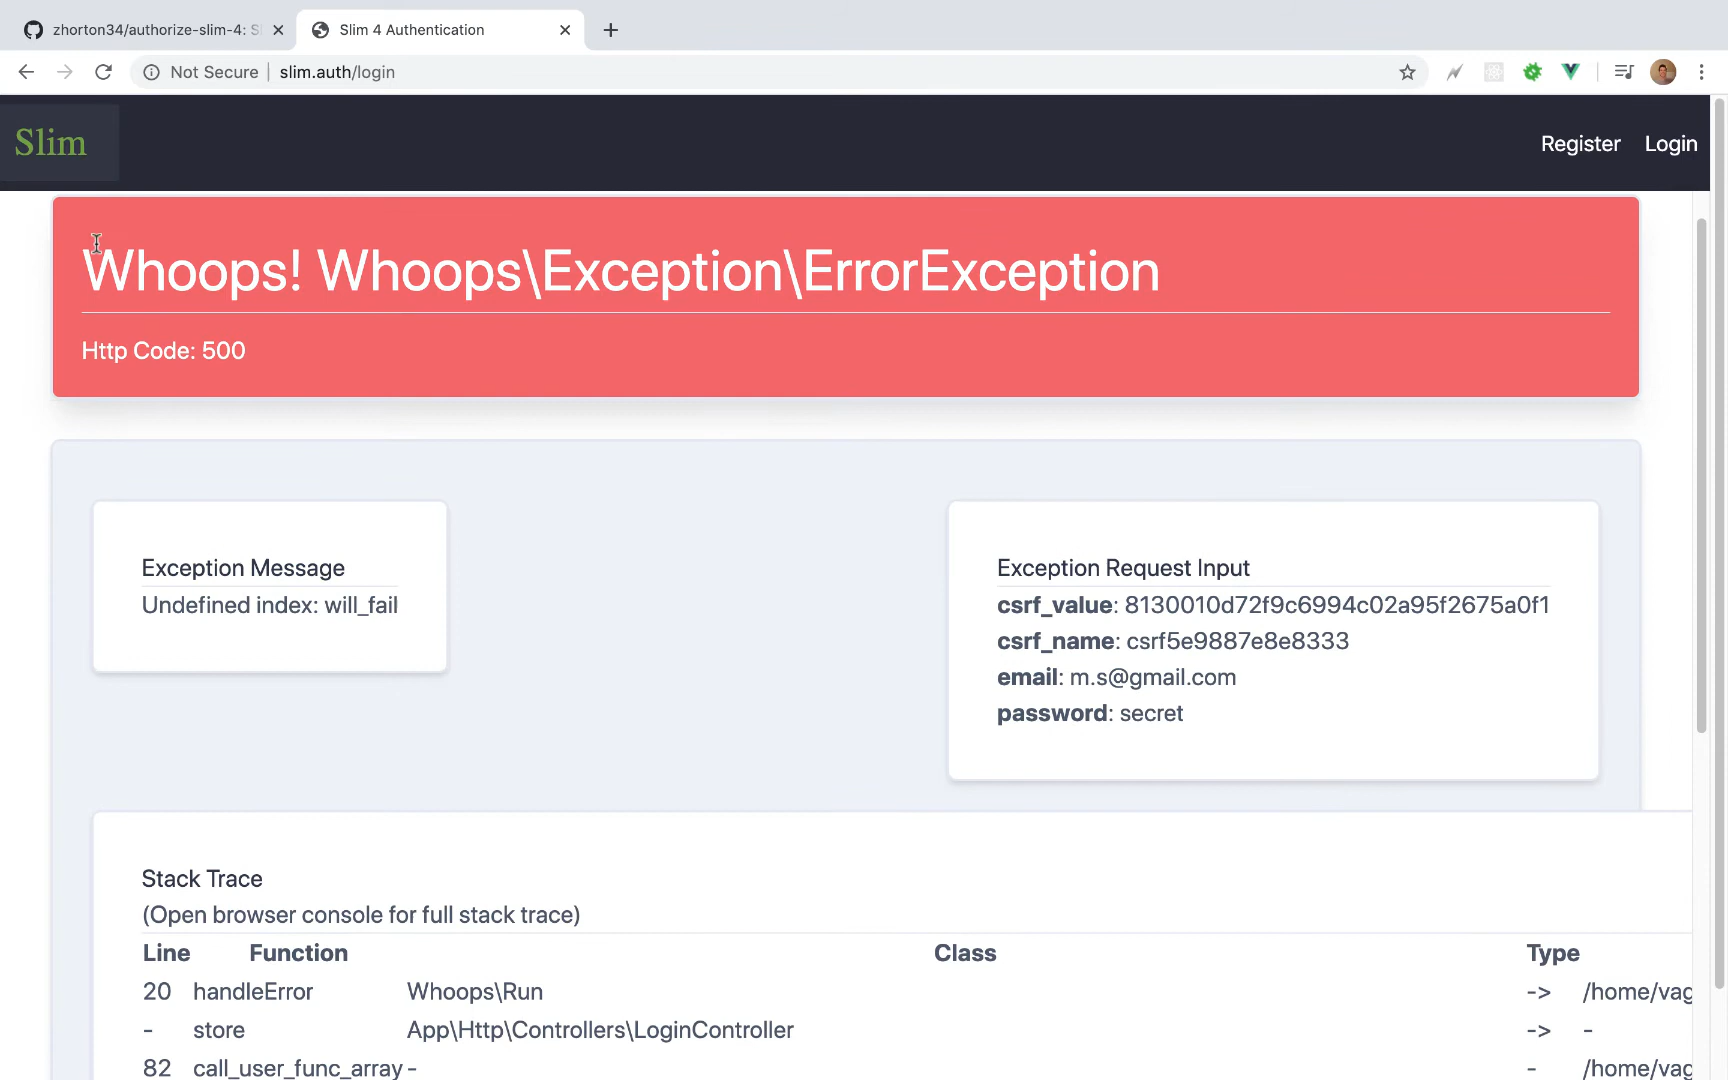 zhorton34/authorize-slim-4: S
Slim 4 Authentication
Not Secure | slim.auth/login
Slim
Register
Login
Whoops! Whoops\Exception\ErrorException
Http Code: 500
Exception Message
Undefined index: will_fail
Exception Request Input
csrf_value: 8130010d72f9c6994c02a95f2675a0f1
csrf_name: csrf5e9887e8e8333
email: m.s@gmail.com
password: secret
Stack Trace
(Open browser console for full stack trace)
Line Function Class Type
20 handleError Whoops\Run -> /home/vag
- store App\Http\Controllers\LoginController -> -
82 call_user_func_array - - /home/vag